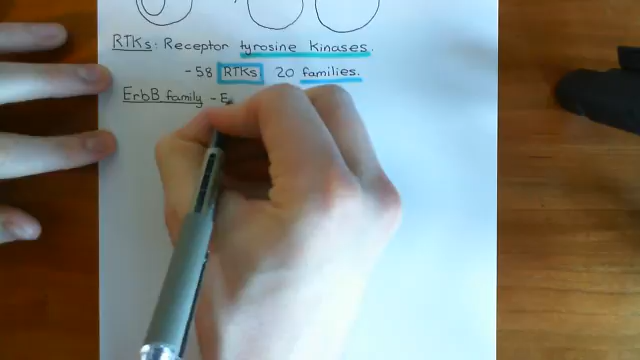 RTKs: Receptor tyrosine kinases.
-58 RTKs. 20 families.
ErbB family - E